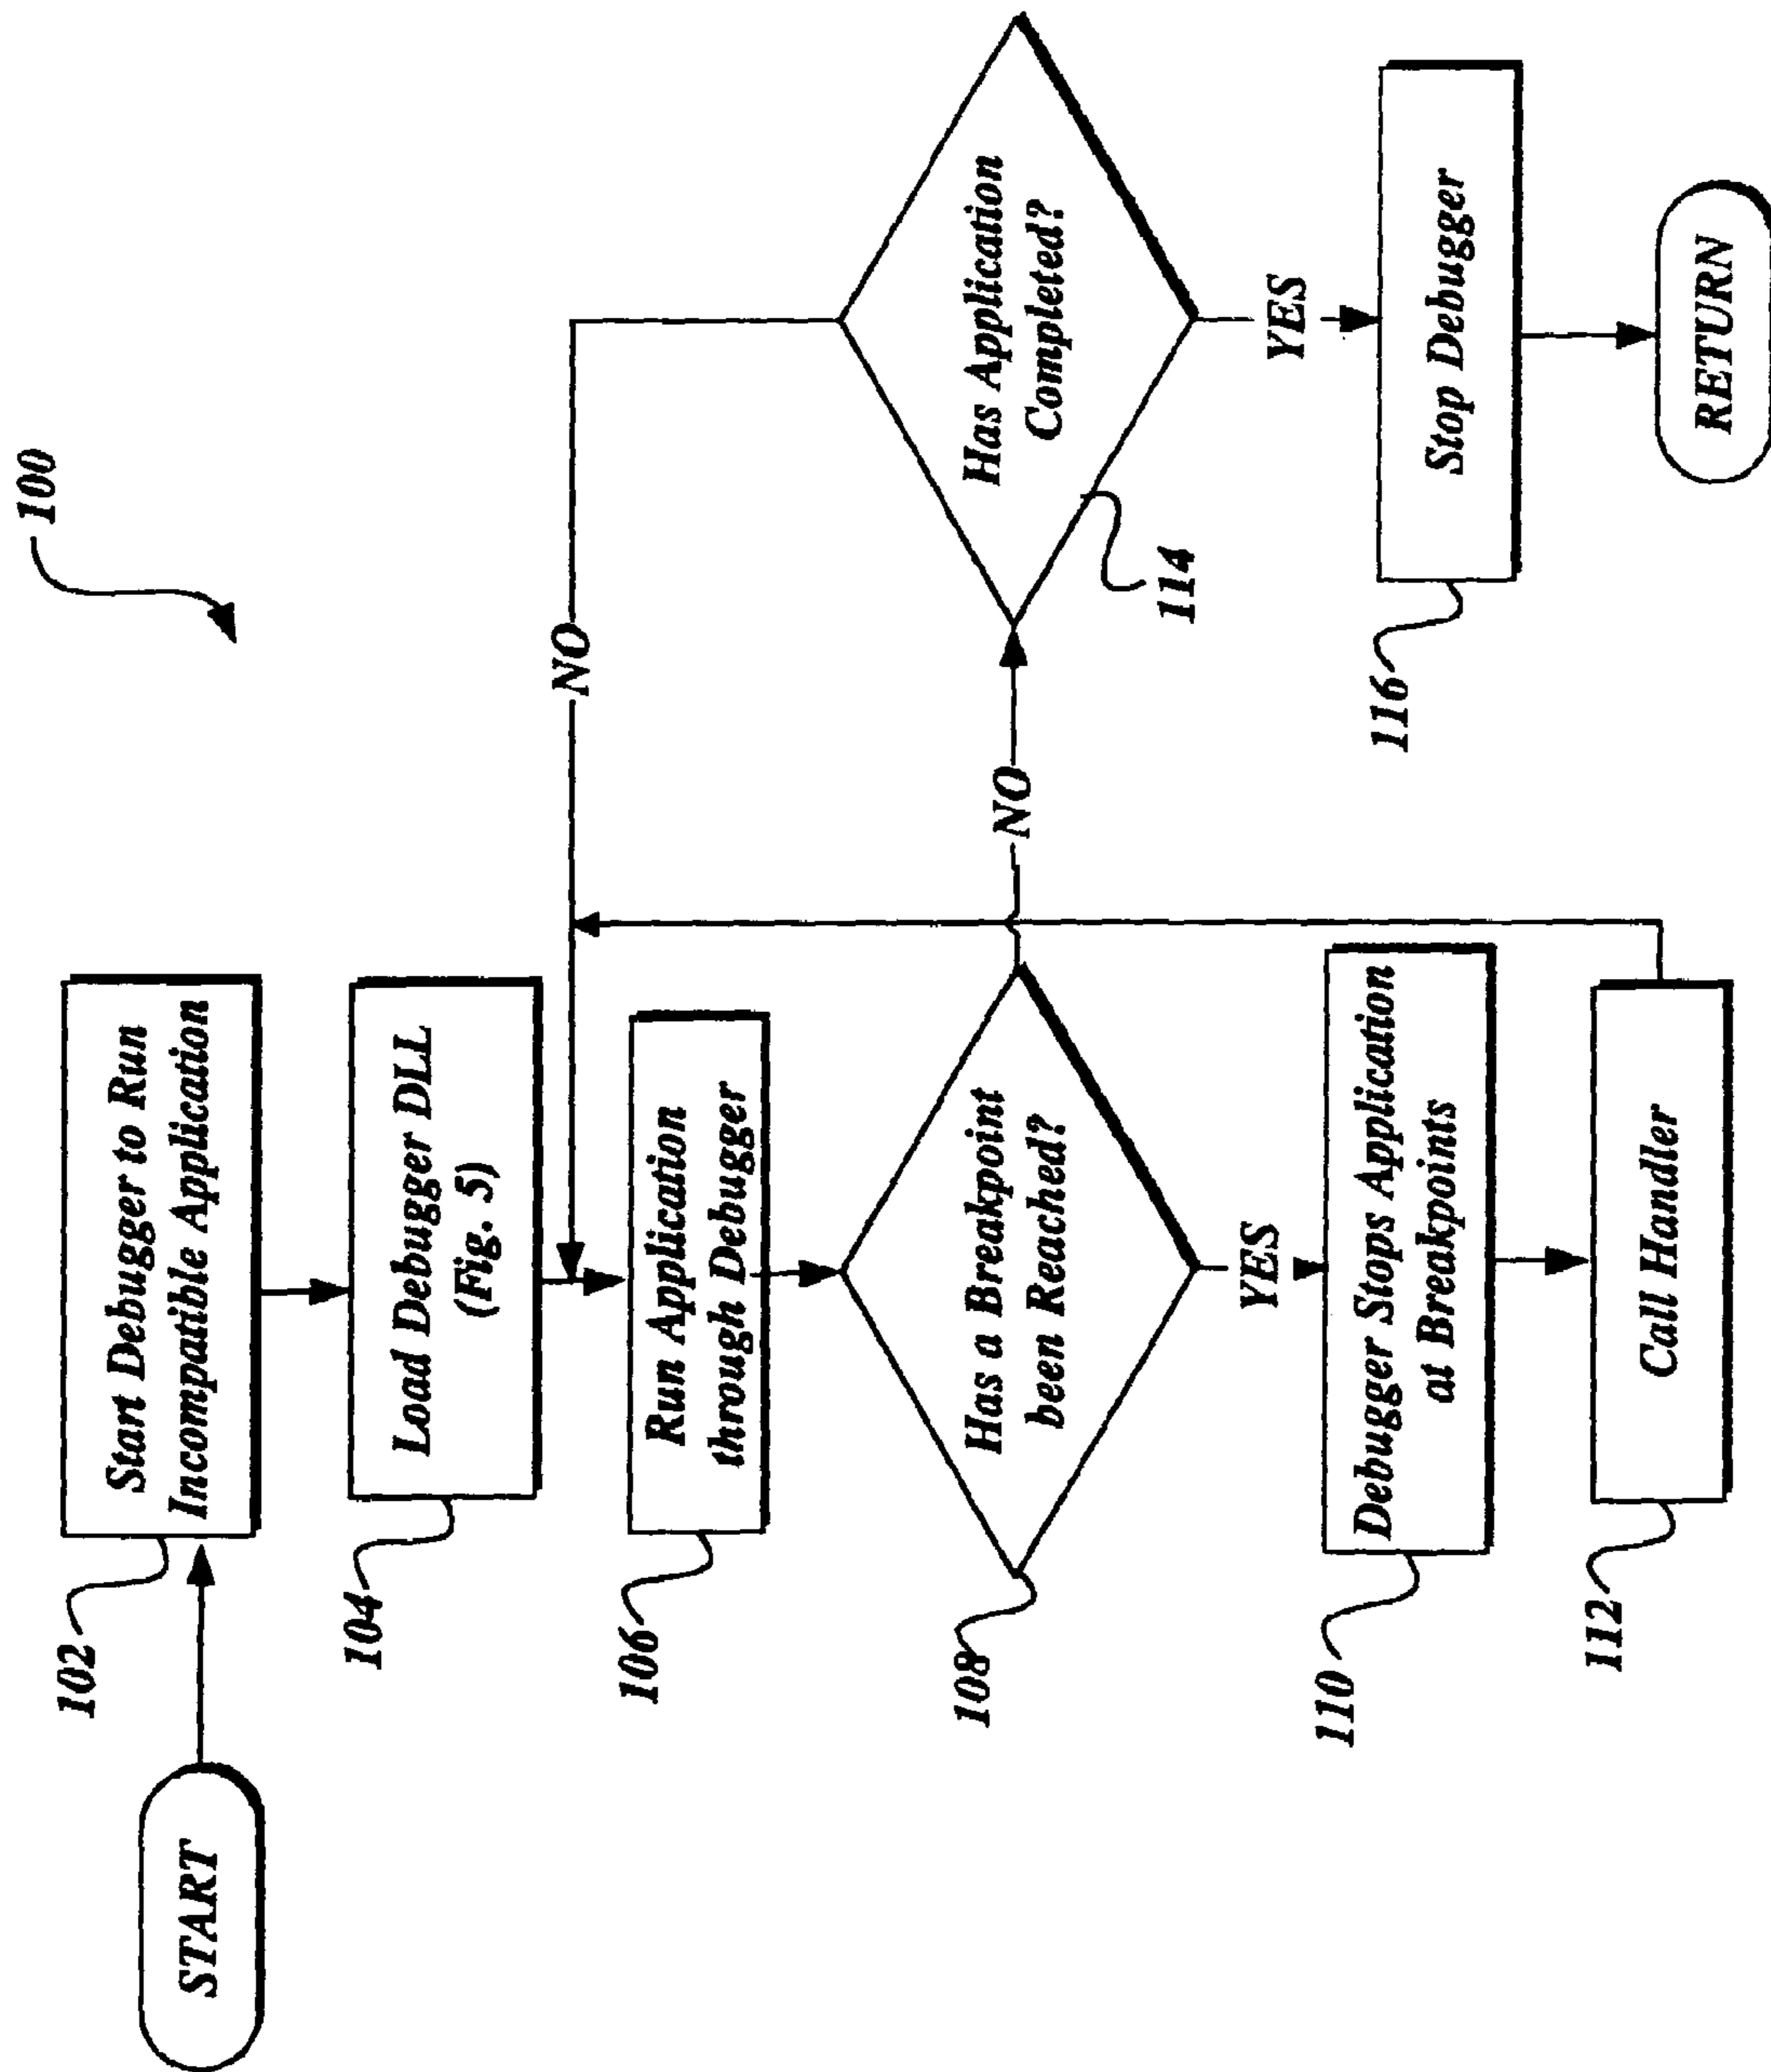 100
START
102
Start Debugger to Run
Incompatible Application
104
Load Debugger DLL
(Fig. 5)
106
Run Application
through Debugger
NO
108
Has a Breakpoint
been Reached?
NO
Has Application
Completed?
114
YES
110
Debugger Stops Application
at Breakpoints
YES
116
Stop Debugger
112
Call Handler
RETURN